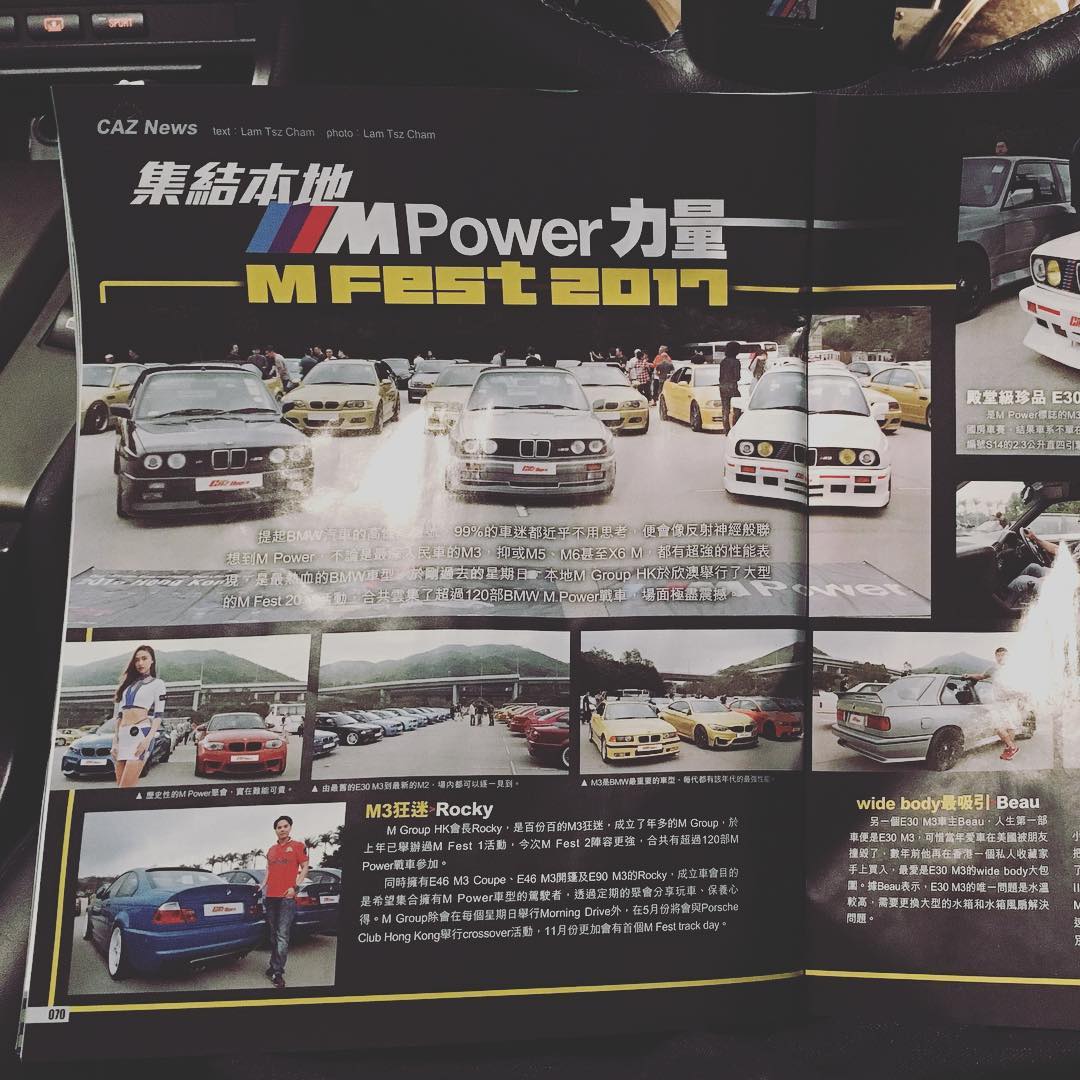 SPORT
CAZ News text : Lam Tsz Cham photo : Lam Tsz Cham
集結本地
M Power 力量
M Fest 2017
提起BMW汽車的高 99%的車迷都近乎不用思考，便會像反射神經般聯
想到M Power，不論是最 人民車的M3，抑或M5、M6甚至X6 M，都有超強的性能表
現，是最熱血的BMW車型。於剛過去的星期日，本地M Group HK於欣澳舉行了大型
的M Fest 20 活動，合共雲集了超過120部BMW M Power戰車，場面極盡震撼。
Power
▲ 歷史性的M Power聚會，實在難能可貴。
▲ 由最舊的E30 M3到最新的M2，場內都可以逐一見到。
▲ M3是BMW最重要的車型，每代都有該年代的最強性能。
M3狂迷 Rocky
M Group HK會長Rocky，是百份百的M3狂迷，成立了年多的M Group，於
上年已舉辦過M Fest 1活動，今次M Fest 2陣容更強，合共有超過120部M
Power戰車參加。
同時擁有E46 M3 Coupe、E46 M3開篷及E90 M3的Rocky，成立車會目的
是希望集合擁有M Power車型的駕駛者，透過定期的聚會分享玩車、保養心
得。M Group除會在每個星期日舉行Morning Drive外，在5月份將會與Porsche
Club Hong Kong舉行crossover活動，11月份更加會有首個M Fest track day。
070
殿堂級珍品 E30
是M Power標誌的M3
國房車賽，結果車系不單在
編號S14的2.3公升直四引擎
wide body最吸引 Beau
另一個E30 M3車主Beau，人生第一部
車便是E30 M3，可惜當年愛車在美國被朋友
撞毀了，數年前他再在香港一個私人收藏家
手上買入，最愛是E30 M3的wide body大包
圍。據Beau表示，E30 M3的唯一問題是水溫
較高，需要更換大型的水箱和水箱風扇解決
問題。